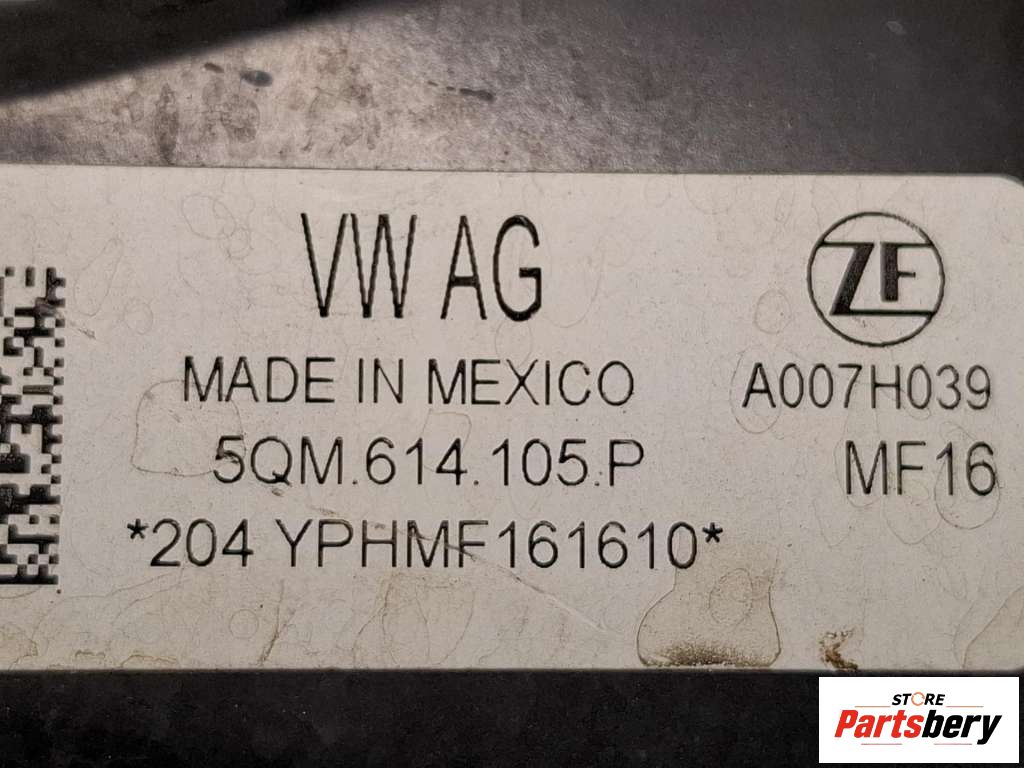 VW AG
ZF
MADE IN MEXICO
A007H039
5QM.614.105.P
MF16
*204 YPHMF161610*
STORE
Partsbery